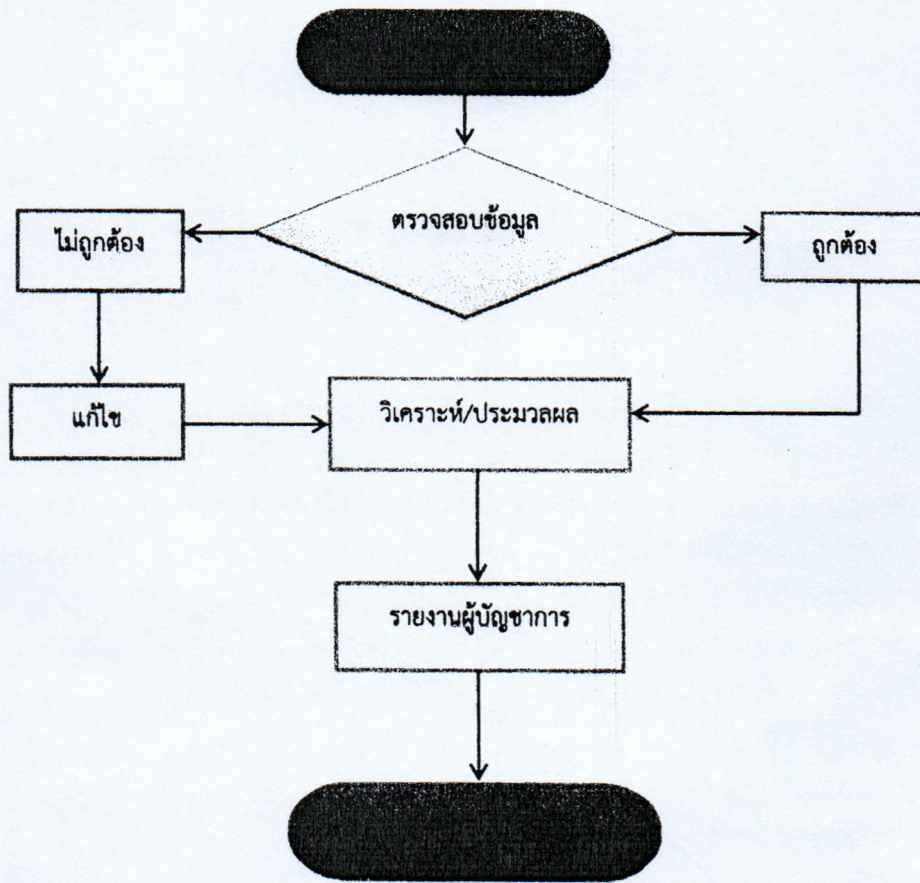 ตรวจสอบข้อมูล
ไม่ถูกต้อง
ถูกต้อง
แก้ไข
วิเคราะห์/ประมวลผล
รายงานผู้บัญชาการ